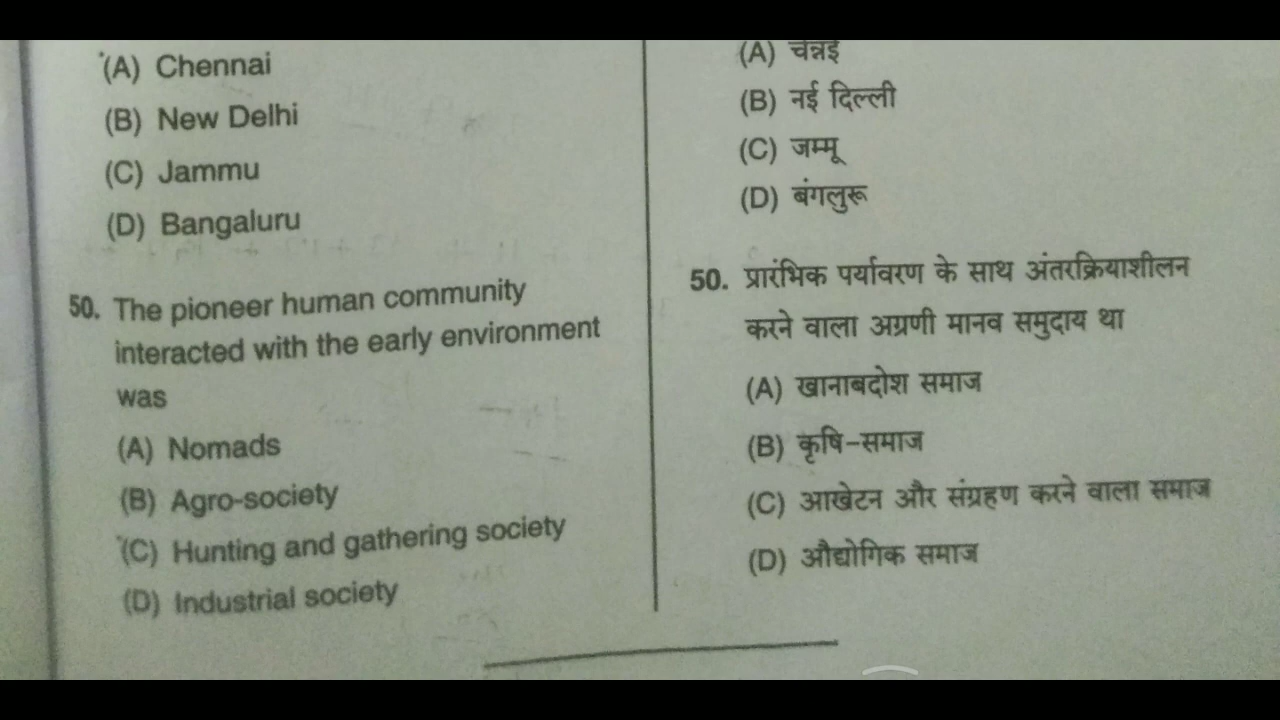 (A) Chennai
(B) New Delhi
(C) Jammu
(D) Bangaluru
50. The pioneer human community
interacted with the early environment
was
(A) Nomads
(B) Agro-society
(C) Hunting and gathering society
(D) Industrial society
(A) चेन्नई
(B) नई दिल्ली
(C) जम्मू
(D) बंगलुरू
50. प्रारंभिक पर्यावरण के साथ अंतरक्रियाशीलन
करने वाला अग्रणी मानव समुदाय था
(A) खानाबदोश समाज
(B) कृषि-समाज
(C) आखेटन और संग्रहण करने वाला समाज
(D) औद्योगिक समाज